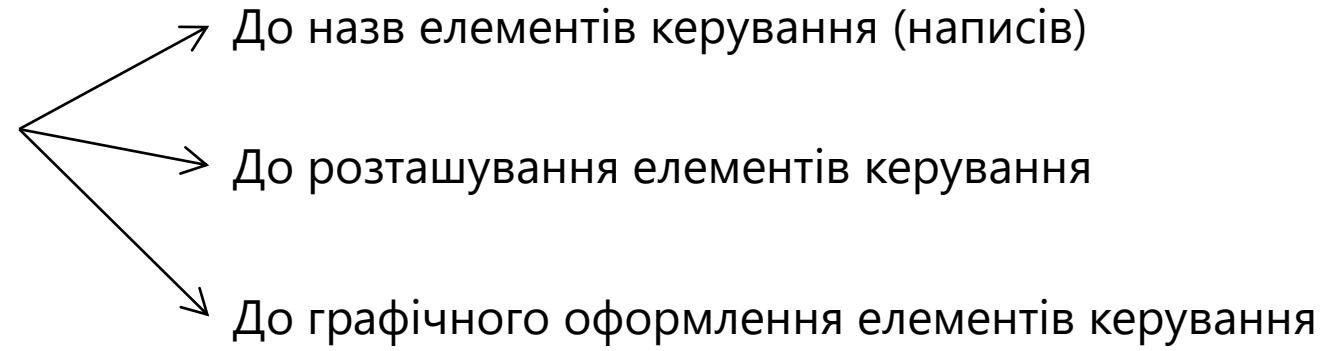 До назв елементів керування (написів)
До розташування елементів керування
До графічного оформлення елементів керування